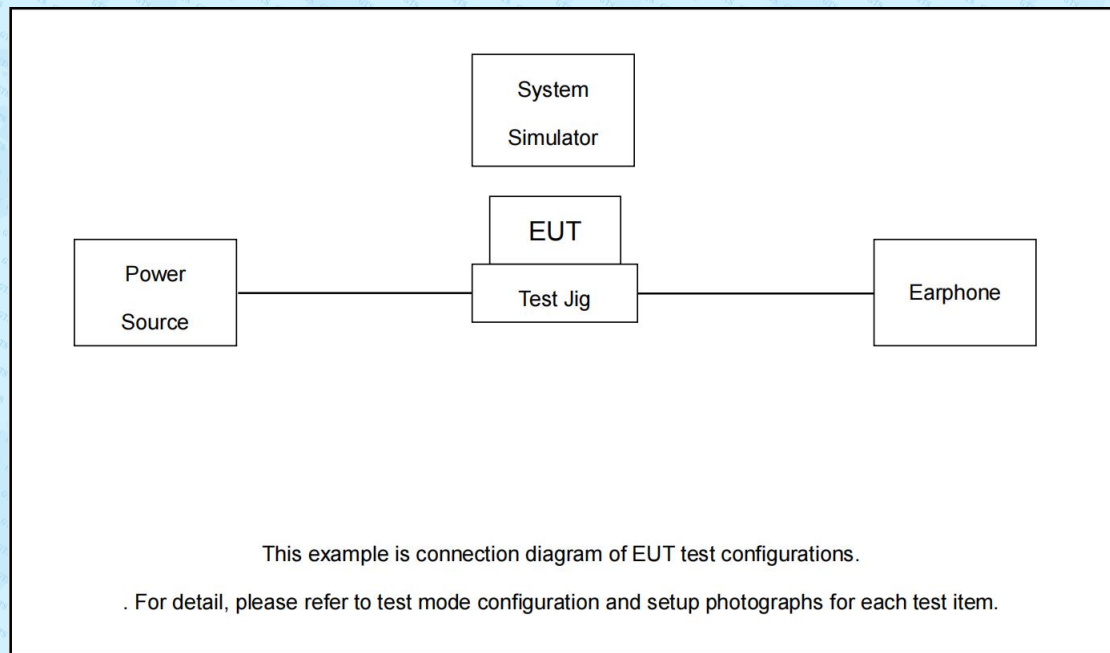 System
Simulator
EUT
Power
Source
Test Jig
Earphone
This example is connection diagram of EUT test configurations.
. For detail, please refer to test mode configuration and setup photographs for each test item.